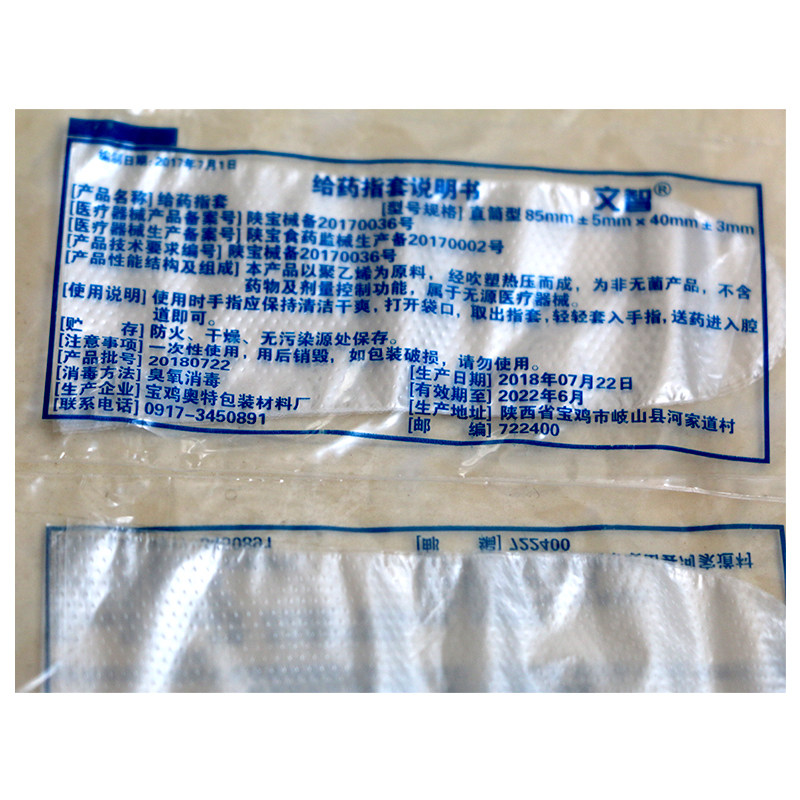 编制日期:2017年7月1日
给药指套说明书 文智®
[产品名称] 给药指套 [型号规格] 直筒型 85mm±5mm×40mm±3mm
[医疗器械产品备案号] 陕宝械备20170036号
[医疗器械生产备案号] 陕宝食药监械生产备20170002号
[产品技术要求编号] 陕宝械备20170036号
[产品性能结构及组成] 本产品以聚乙烯为原料，经吹塑热压而成，为非无菌产品，不含
药物及剂量控制功能，属于无源医疗器械。
[使用说明] 使用时手指应保持清洁干爽，打开袋口，取出指套，轻轻套入手指，送药进入腔
道即可。
[贮 存] 防火、干燥、无污染源处保存。
[注意事项] 一次性使用，用后销毁，如包装破损，请勿使用。
[产品批号] 20180722 [生产日期] 2018年07月22日
[消毒方法] 臭氧消毒 [有效期至] 2022年6月
[生产企业] 宝鸡奥特包装材料厂 [生产地址] 陕西省宝鸡市岐山县河家道村
[联系电话] 0917-3450891 [邮 编] 722400
3450891 [邮 编] 722400 河家道村